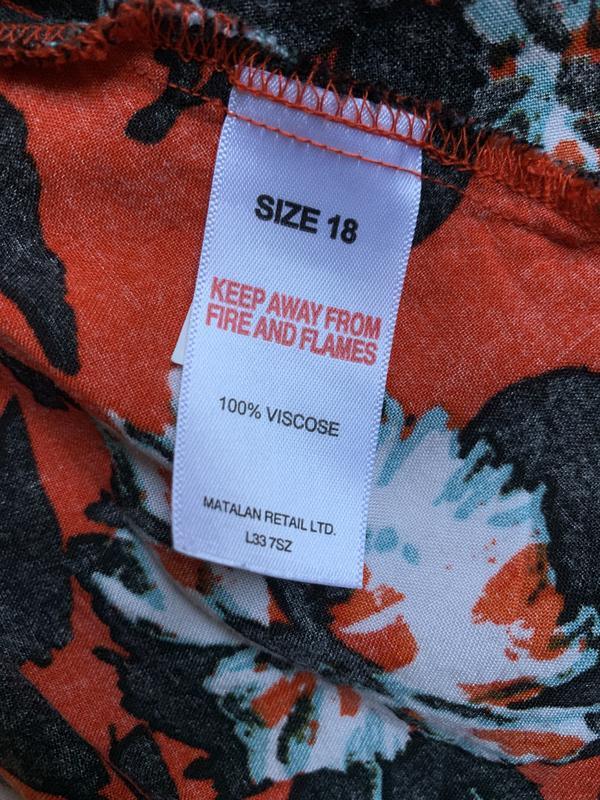 SIZE 18
KEEP AWAY FROM
FIRE AND FLAMES
100% VISCOSE
MATALAN RETAIL LTD.
L33 7SZ